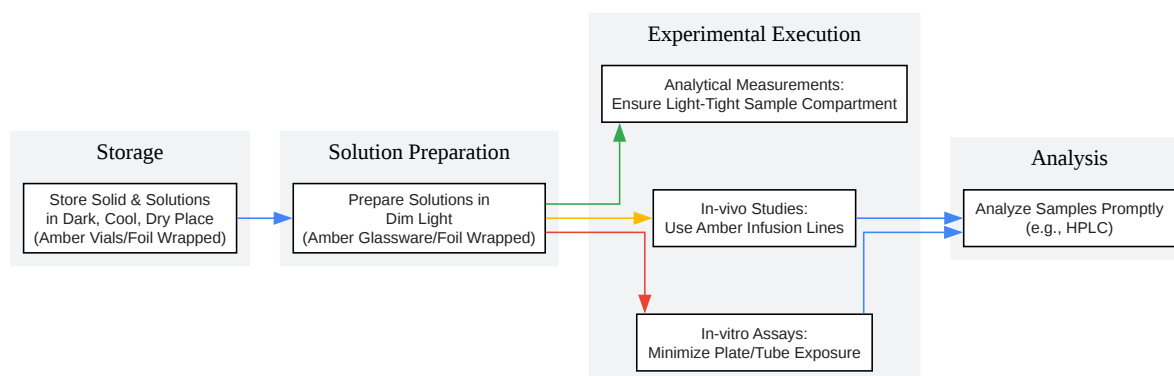 Storage
Store Solid & Solutions
in Dark, Cool, Dry Place
(Amber Vials/Foil Wrapped)
Solution Preparation
Prepare Solutions in
Dim Light
(Amber Glassware/Foil Wrapped)
Experimental Execution
Analytical Measurements:
Ensure Light-Tight Sample Compartment
In-vivo Studies:
Use Amber Infusion Lines
In-vitro Assays:
Minimize Plate/Tube Exposure
Analysis
Analyze Samples Promptly
(e.g., HPLC)